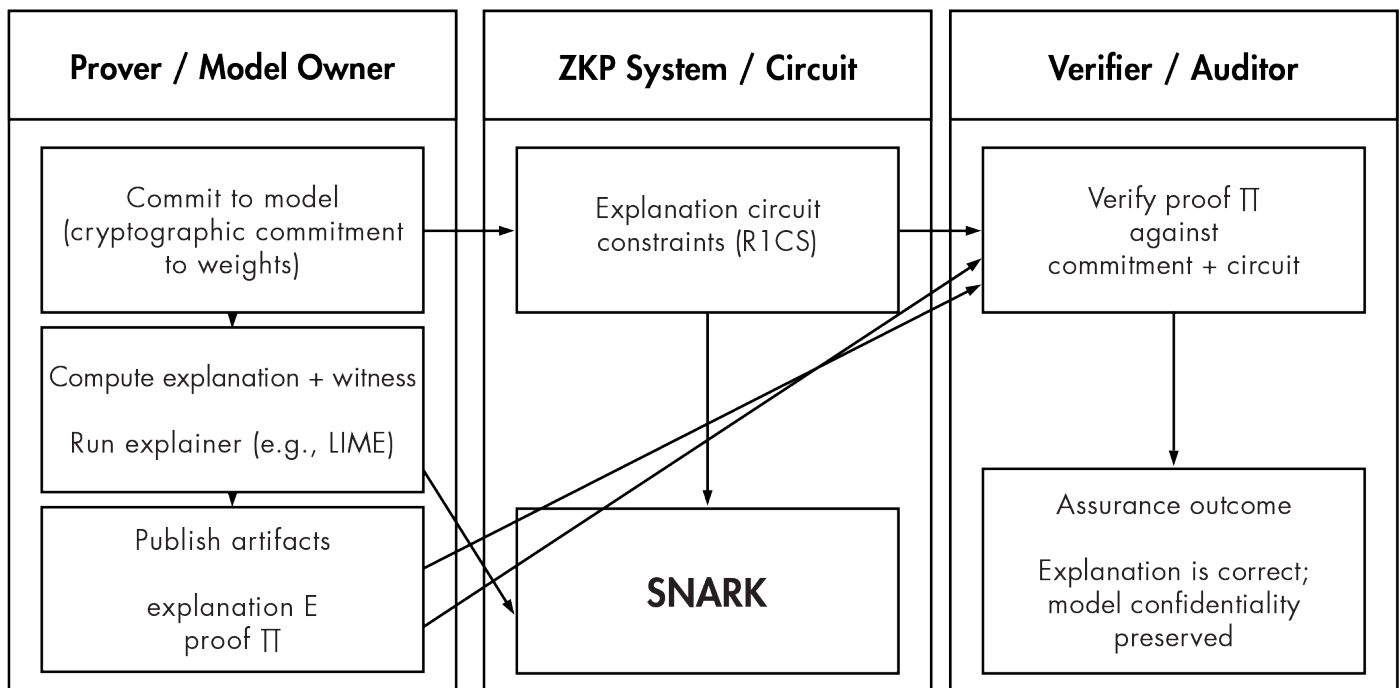 Prover / Model Owner
Commit to model
(cryptographic commitment
to weights)
Compute explanation + witness
Run explainer (e.g., LIME)
Publish artifacts
explanation E
proof ∏
ZKP System / Circuit
Explanation circuit
constraints (R1CS)
SNARK
Verifier / Auditor
Verify proof ∏
against
commitment + circuit
Assurance outcome
Explanation is correct;
model confidentiality
preserved